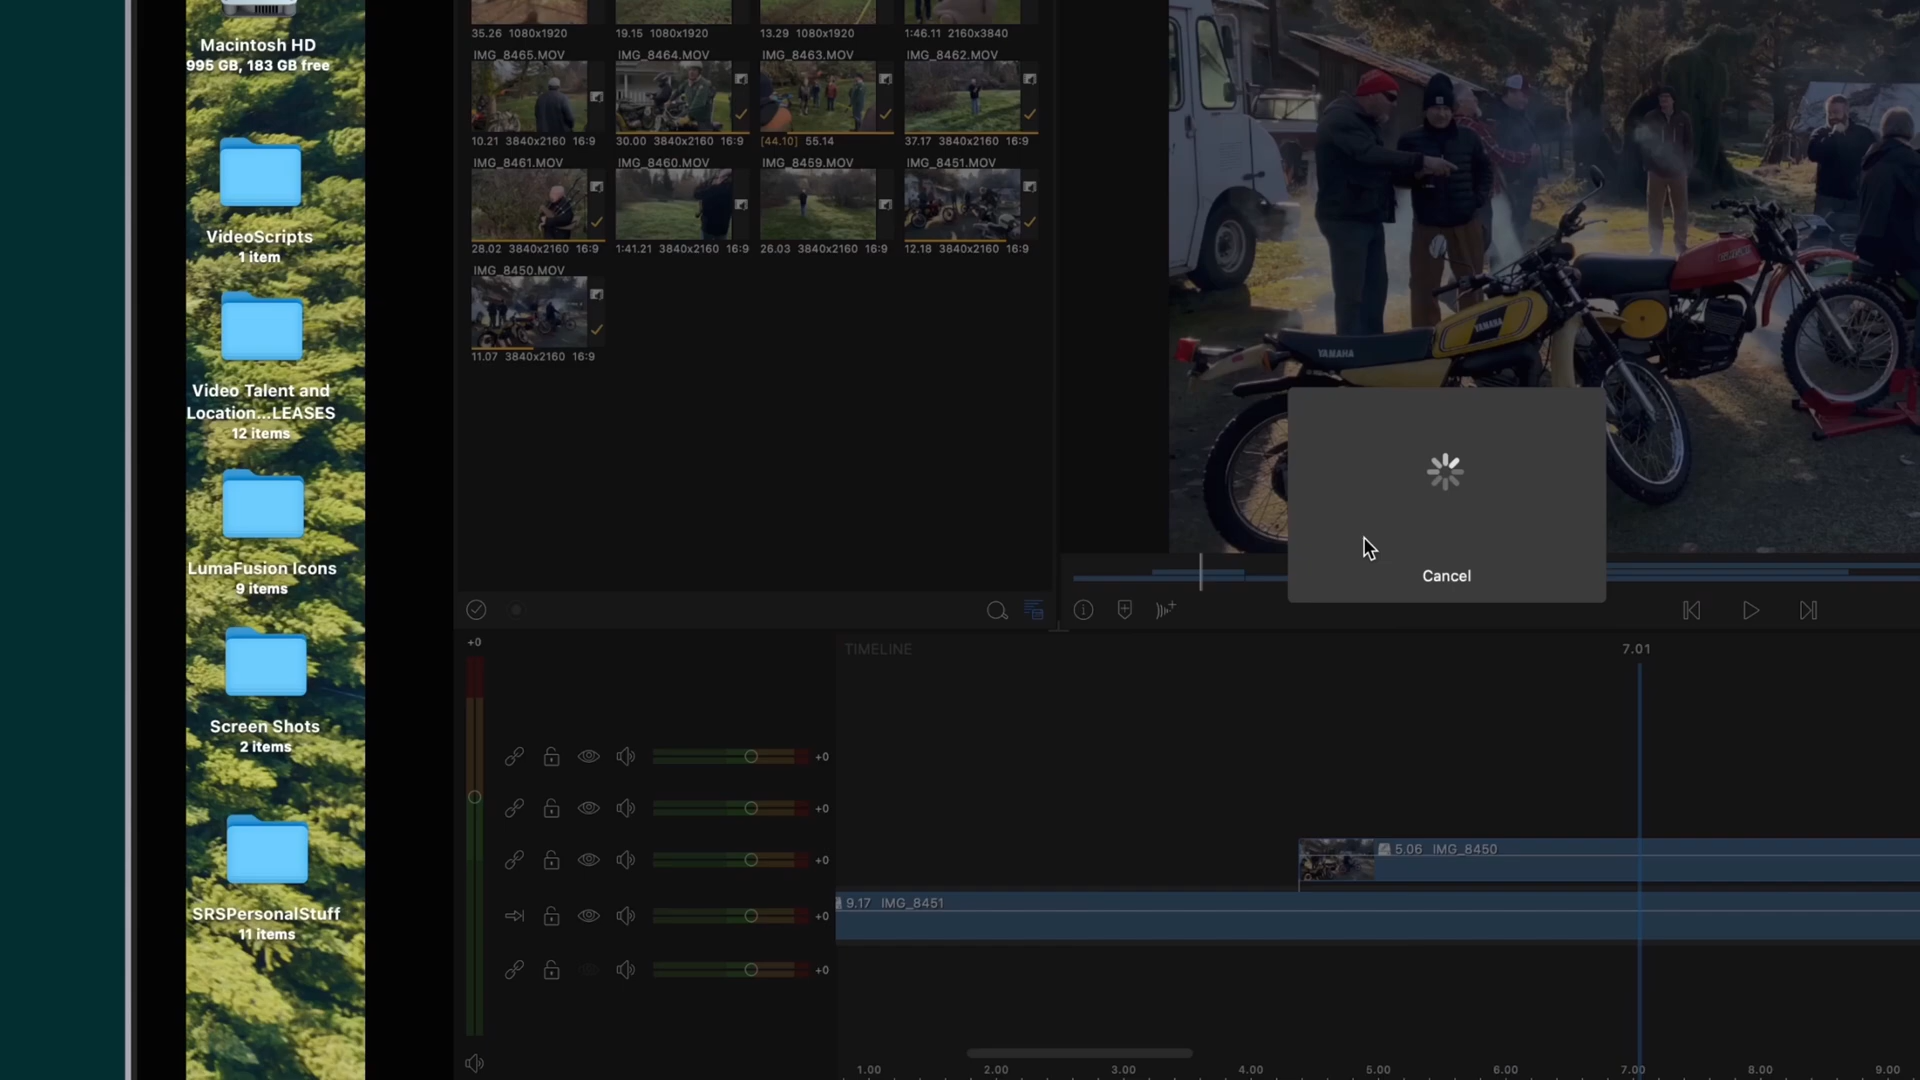 Macintosh HD
995 GB, 183 GB free
VideoScripts
1 item
Video Talent and
Location...LEASES
12 items
LumaFusion Icons
9 items
Screen Shots
2 items
SRSPersonalStuff
11 items
35.26 1080x1920
19.15 1080x1920
13.29 1080x1920
1:46.11 2160x3840
IMG_8465.MOV
IMG_8464.MOV
IMG_8463.MOV
IMG_8462.MOV
10.21 3840x2160 16:9
30.00 3840x2160 16:9
[44.10] 55.14
37.17 3840x2160 16:9
IMG_8461.MOV
IMG_8460.MOV
IMG_8459.MOV
IMG_8451.MOV
28.02 3840x2160 16:9
1:41.21 3840x2160 16:9
26.03 3840x2160 16:9
12.18 3840x2160 16:9
IMG_8450.MOV
11.07 3840x2160 16:9
YAMAHA
YAMAHA
Cancel
+0
TIMELINE
7.01
+0
+0
+0
+0
+0
5.06 IMG_8450
9.17 IMG_8451
1.00 2.00 3.00 4.00 5.00 6.00 7.00 8.00 9.00